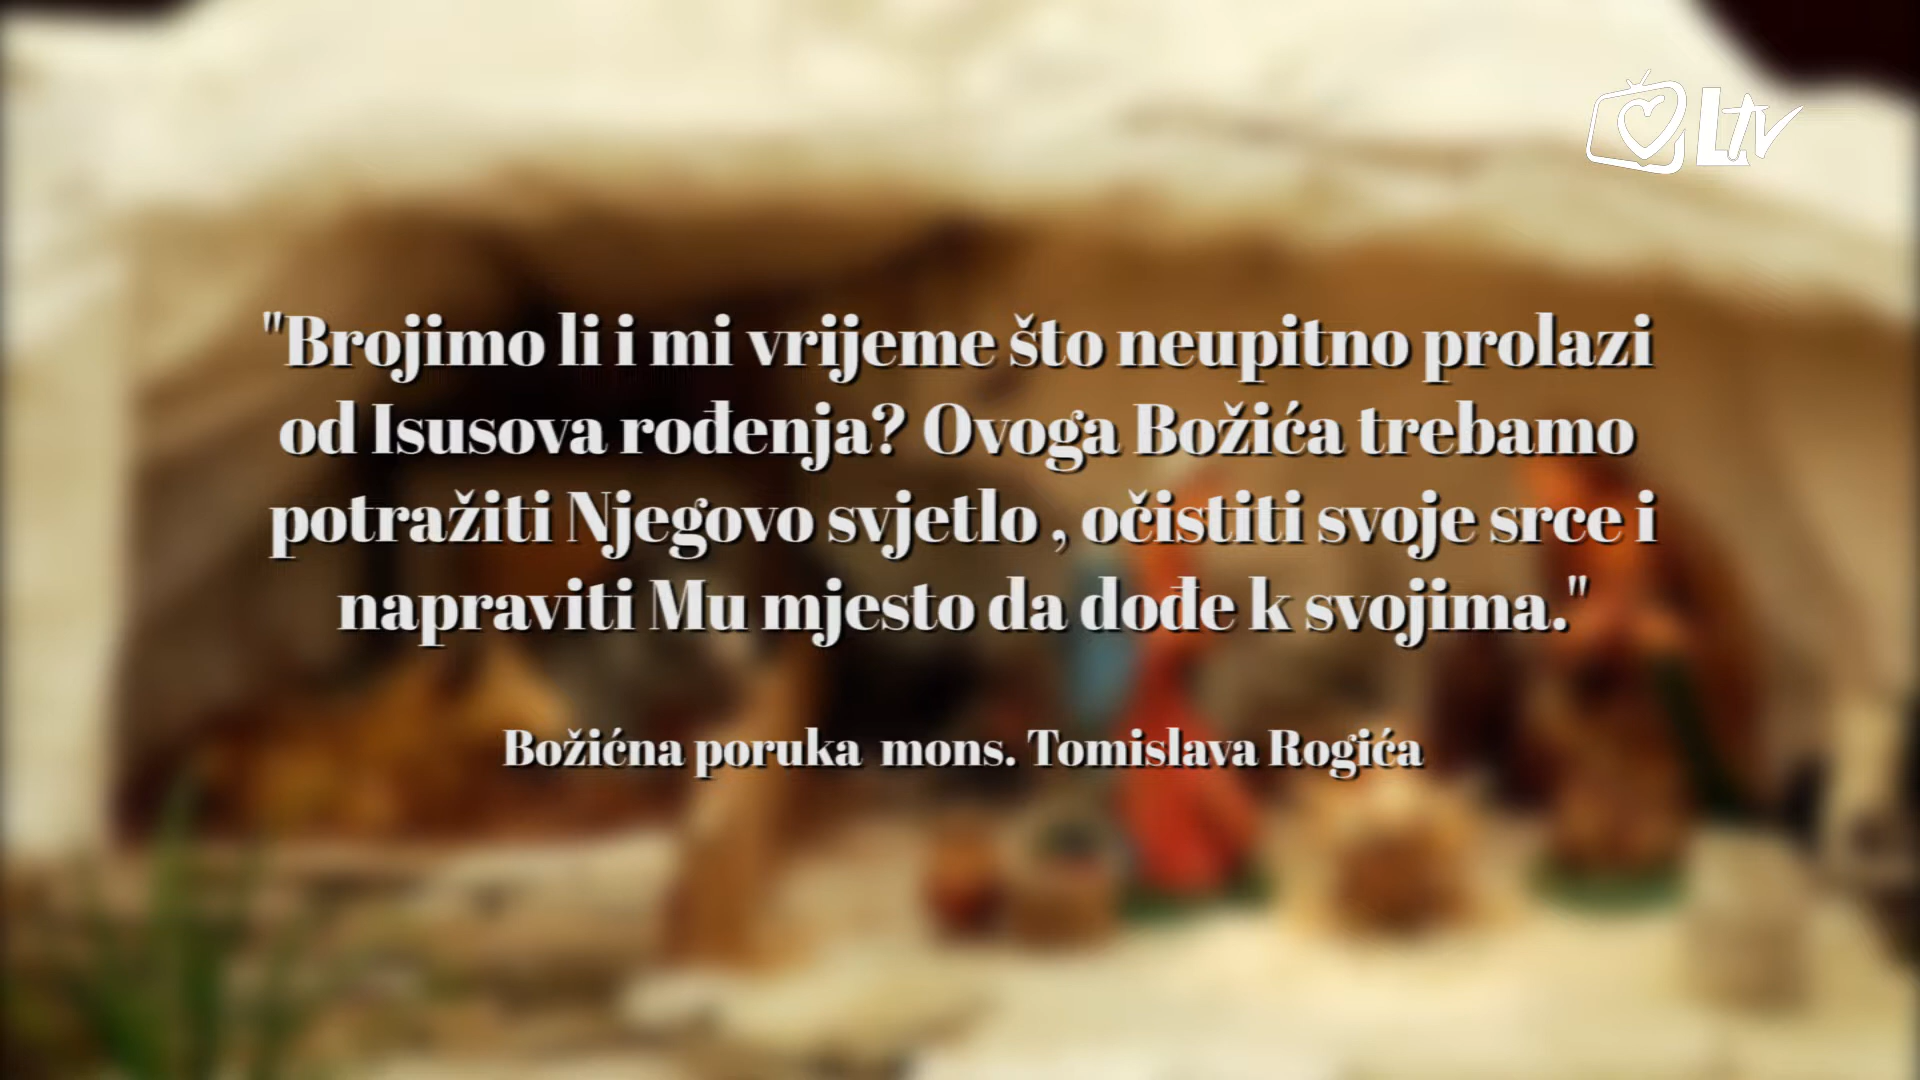 LTV
"Brojimo li i mi vrijeme što neupitno prolazi
od Isusova rođenja? Ovoga Božića trebamo
potražiti Njegovo svjetlo , očistiti svoje srce i
napraviti Mu mjesto da dođe k svojima."
Božićna poruka  mons. Tomislava Rogića